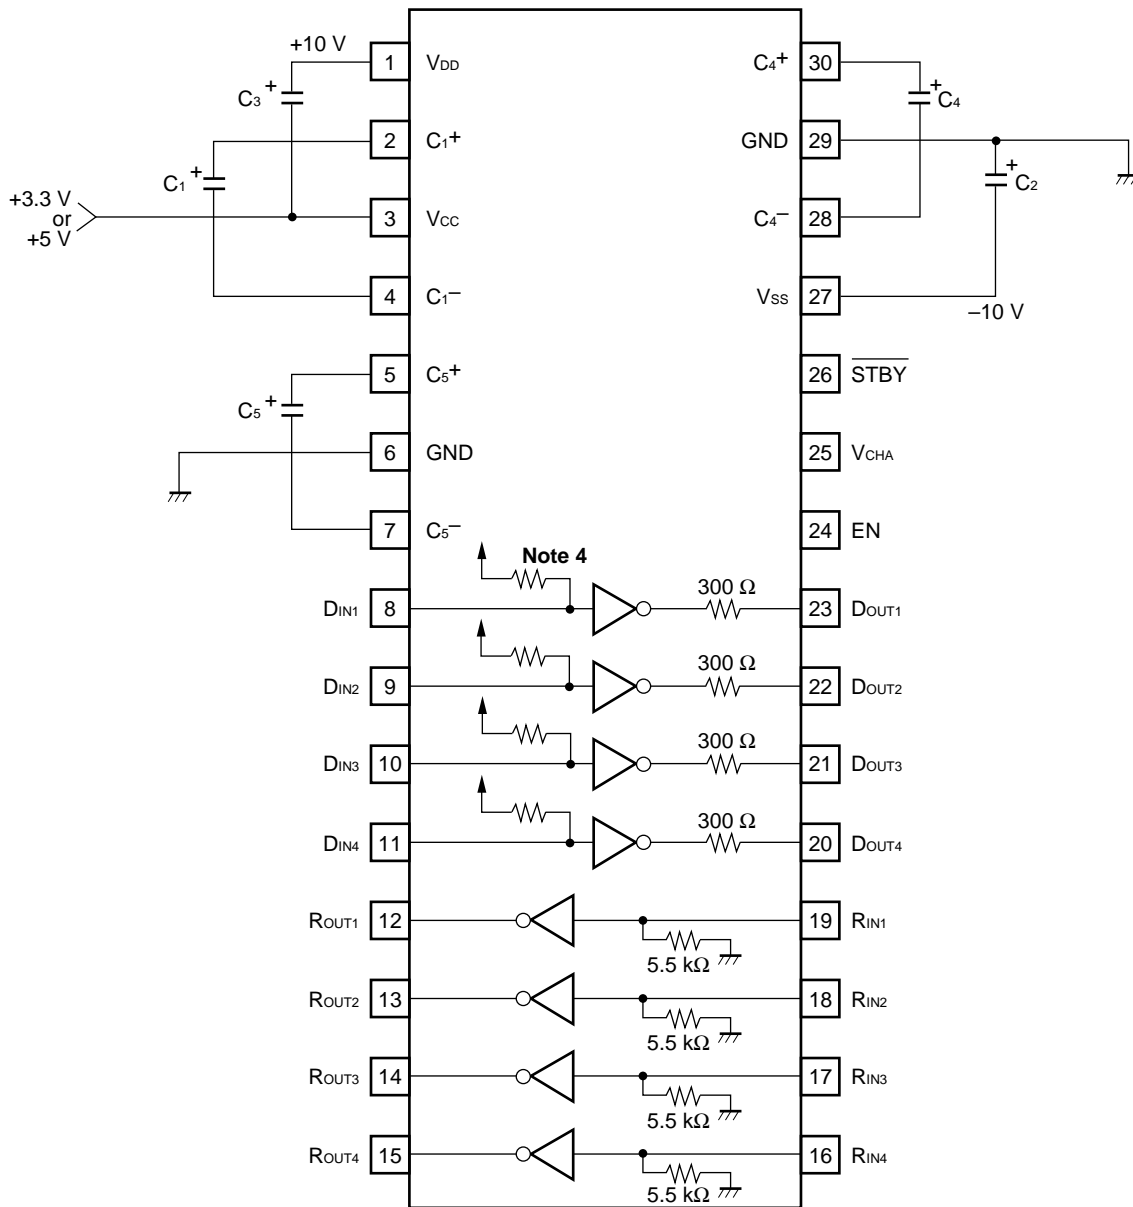 +10 V
1 VDD
C3 +
2 C1+
C1 +
+3.3 V
or
+5 V
3 VCC
4 C1–
5 C5+
C5 +
6 GND
7 C5–
C4+ 30
+ C4
GND 29
+ C2
C4– 28
VSS 27
–10 V
26 STBY
25 VCHA
24 EN
Note 4
DIN1 8
300 Ω
23 DOUT1
DIN2 9
300 Ω
22 DOUT2
DIN3 10
300 Ω
21 DOUT3
DIN4 11
300 Ω
20 DOUT4
ROUT1 12
19 RIN1
5.5 kΩ
ROUT2 13
18 RIN2
5.5 kΩ
ROUT3 14
17 RIN3
5.5 kΩ
ROUT4 15
16 RIN4
5.5 kΩ